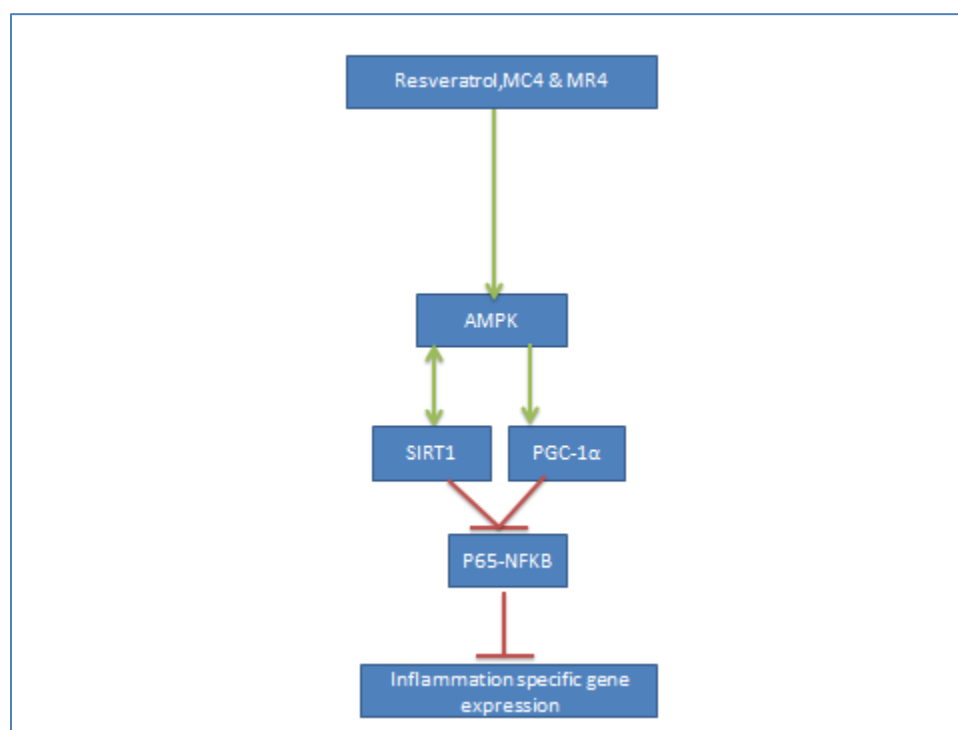 Resveratrol,MC4 & MR4
AMPK
SIRT1
PGC-1α
P65-NFKB
Inflammation specific gene
expression